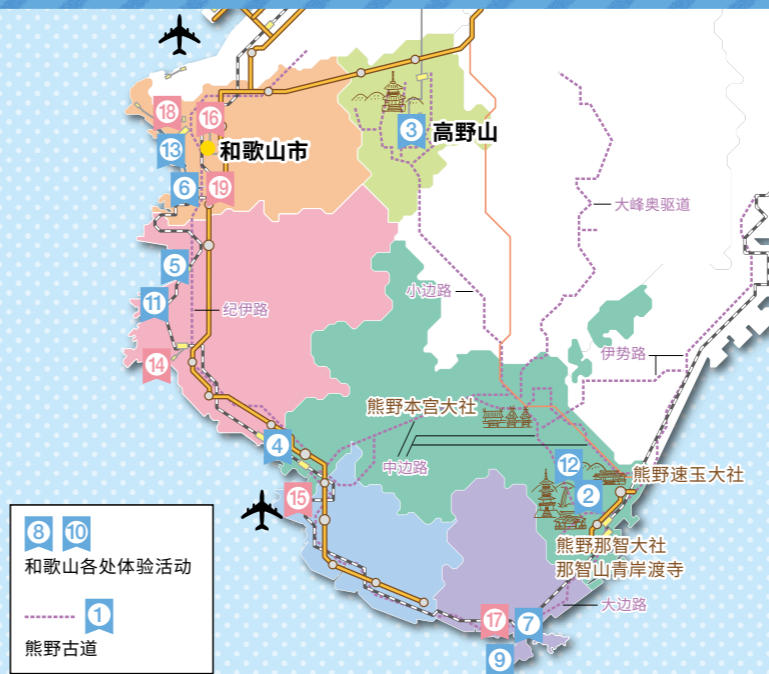 18
16
13
和歌山市
3
高野山
6
19
大峰奥驱道
5
小边路
11
纪伊路
伊势路
14
熊野本宫大社
4
中边路
12
熊野速玉大社
2
15
熊野那智大社
那智山青岸渡寺
大边路
17
7
9
8 10
和歌山各处体验活动
1
熊野古道